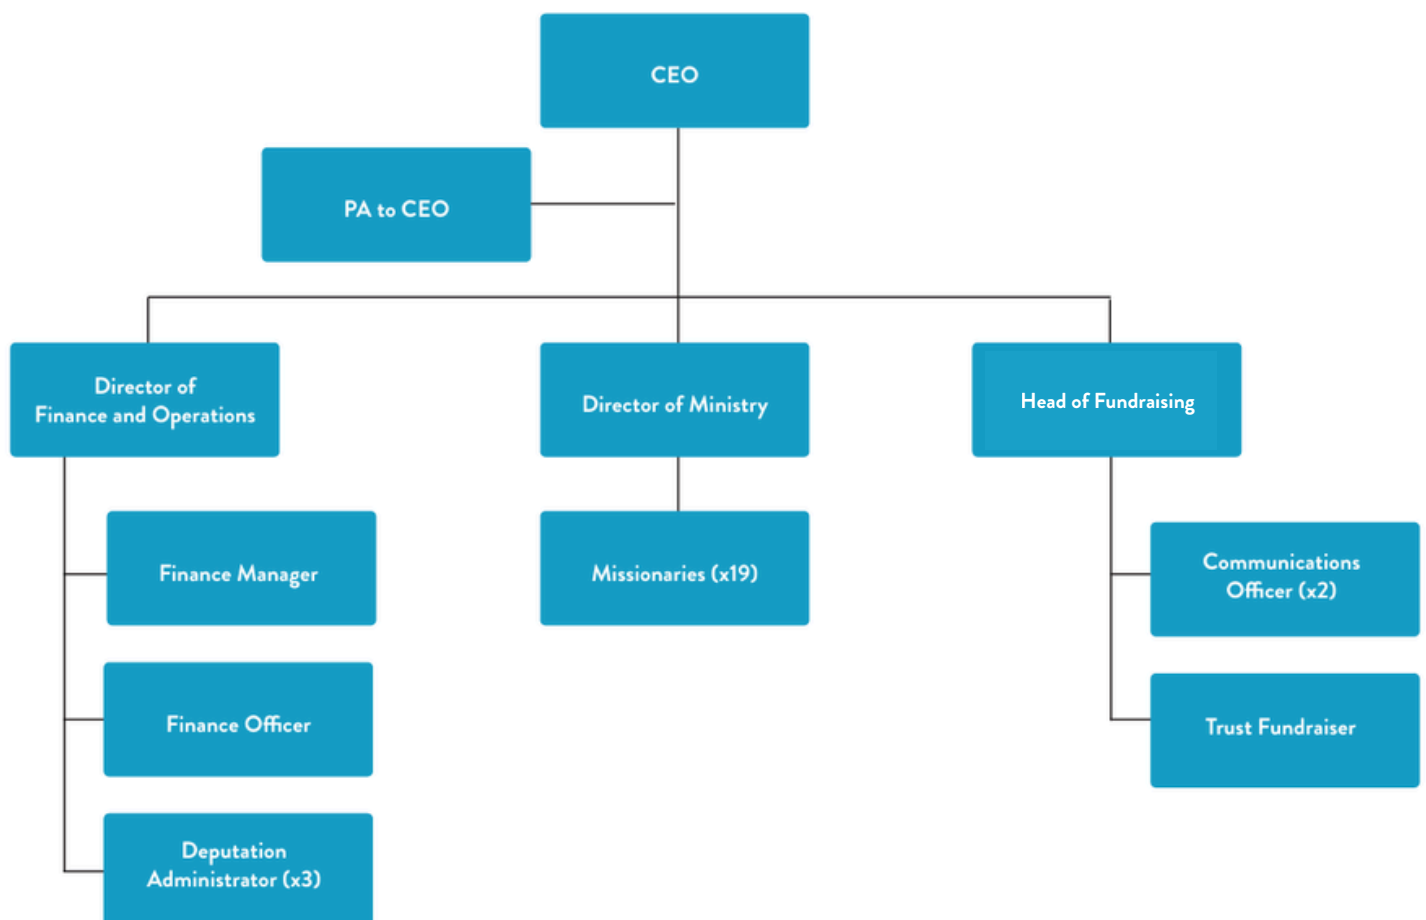 CEO
PA to CEO
Director of
Finance and Operations
Director of Ministry
Head of Fundraising
Finance Manager
Missionaries (x19)
Communications
Officer (x2)
Finance Officer
Trust Fundraiser
Deputation
Administrator (x3)